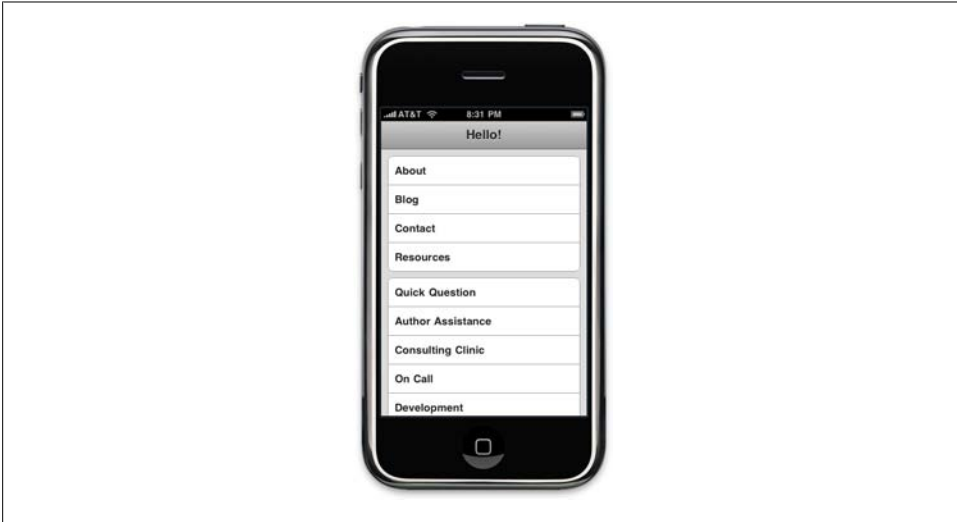 AT&T 8:31 PM
Hello!
About
Blog
Contact
Resources
Quick Question
Author Assistance
Consulting Clinic
On Call
Development